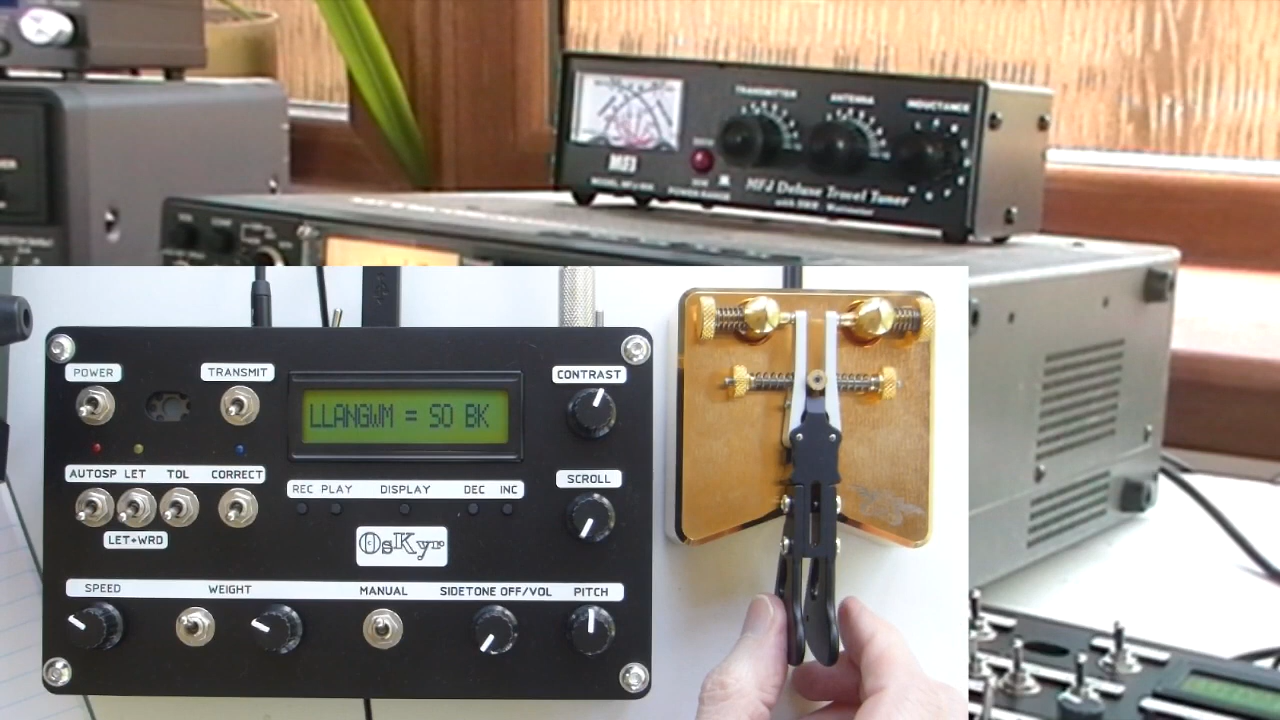 TRANSMITTER ANTENNA INDUCTANCE
MFJ
MFJ Deluxe Travel Tuner
POWER TRANSMIT CONTRAST
LLANGWM = SO BK
AUTOSP LET TOL CORRECT
SCROLL
REC PLAY DISPLAY DEC INC
LET+WRD
OsKyr
SPEED WEIGHT MANUAL SIDETONE OFF/VOL PITCH